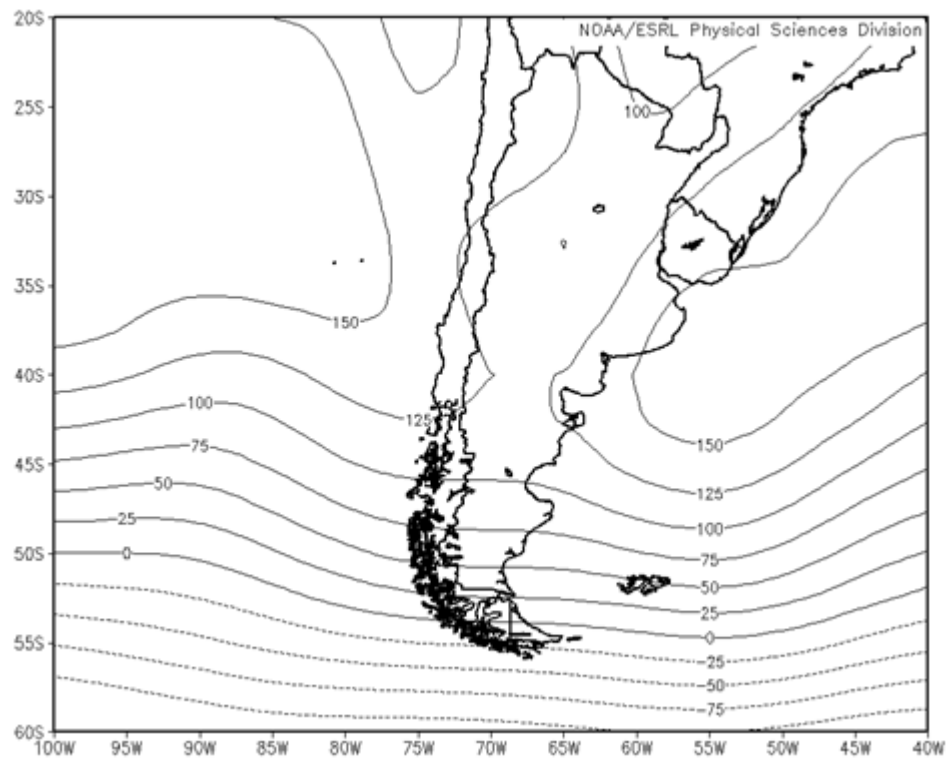 NOAA/ESRL Physical Sciences Division
20S
25S
30S
35S
40S
45S
50S
55S
60S
100
150
125
100
75
50
25
0
150
125
100
75
50
25
0
-25
-50
-75
100W 95W 90W 85W 80W 75W 70W 65W 60W 55W 50W 45W 40W